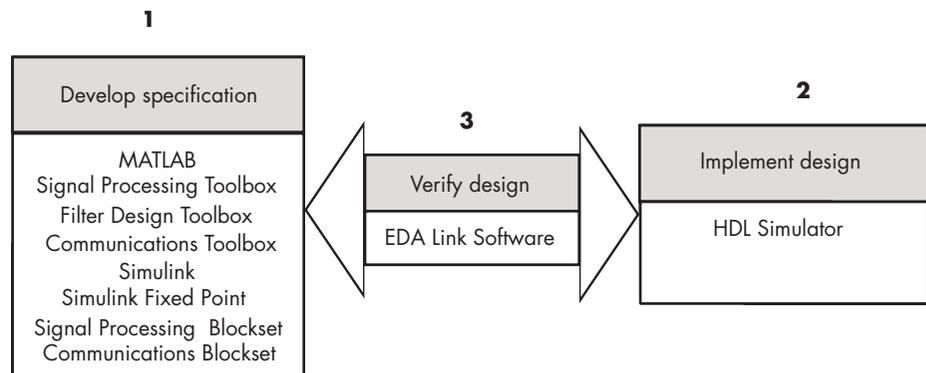 1
Develop specification
MATLAB
Signal Processing Toolbox
Filter Design Toolbox
Communications Toolbox
Simulink
Simulink Fixed Point
Signal Processing Blockset
Communications Blockset
3
Verify design
EDA Link Software
2
Implement design
HDL Simulator